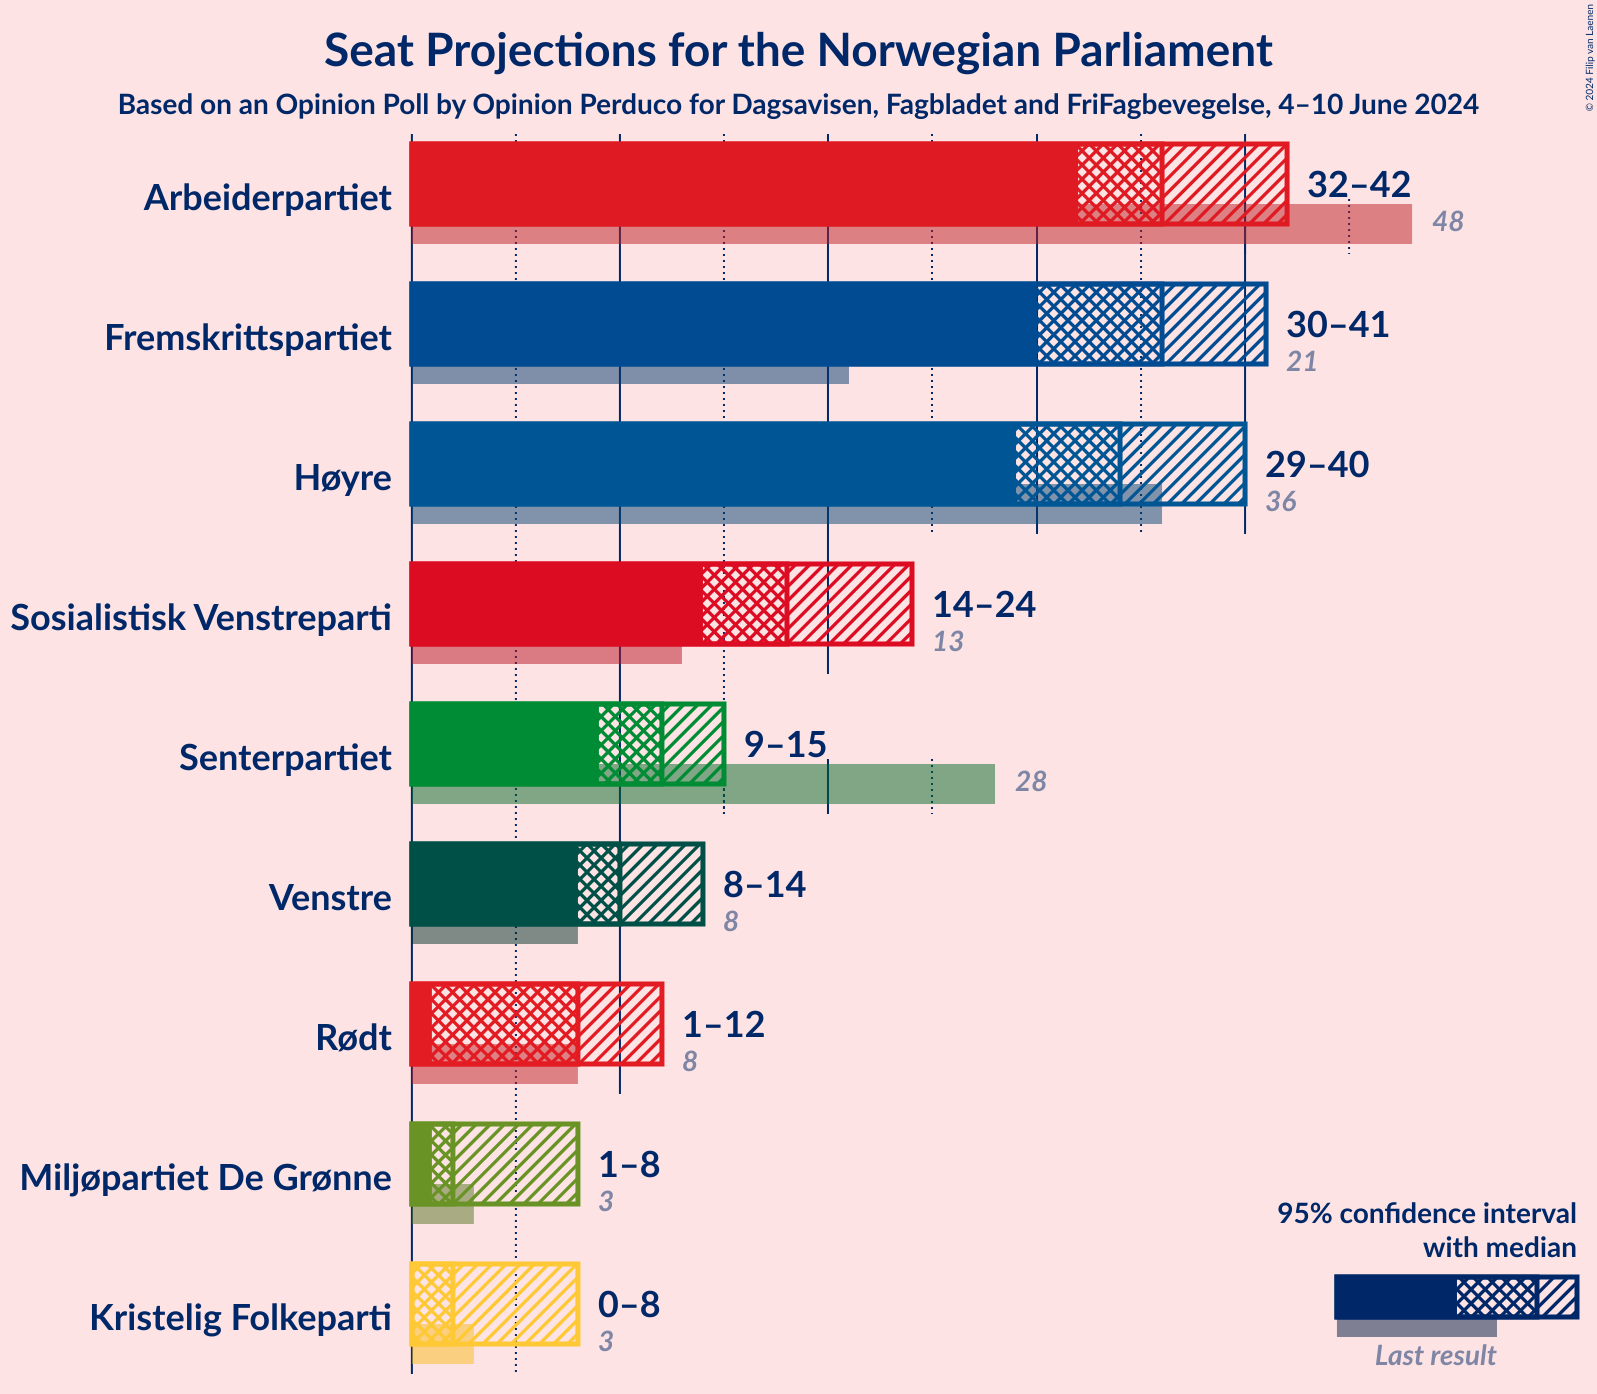 Seat Projections for the Norwegian Parliament
Based on an Opinion Poll by Opinion Perduco for Dagsavisen, Fagbladet and FriFagbevegelse, 4–10 June 2024
© 2024 Filip van Laenen
Arbeiderpartiet
32–42
48
Fremskrittspartiet
30–41
21
Høyre
29–40
36
Sosialistisk Venstreparti
14–24
13
Senterpartiet
9–15
28
Venstre
8–14
8
Rødt
1–12
8
Miljøpartiet De Grønne
1–8
3
Kristelig Folkeparti
0–8
3
95% confidence interval
with median
Last result